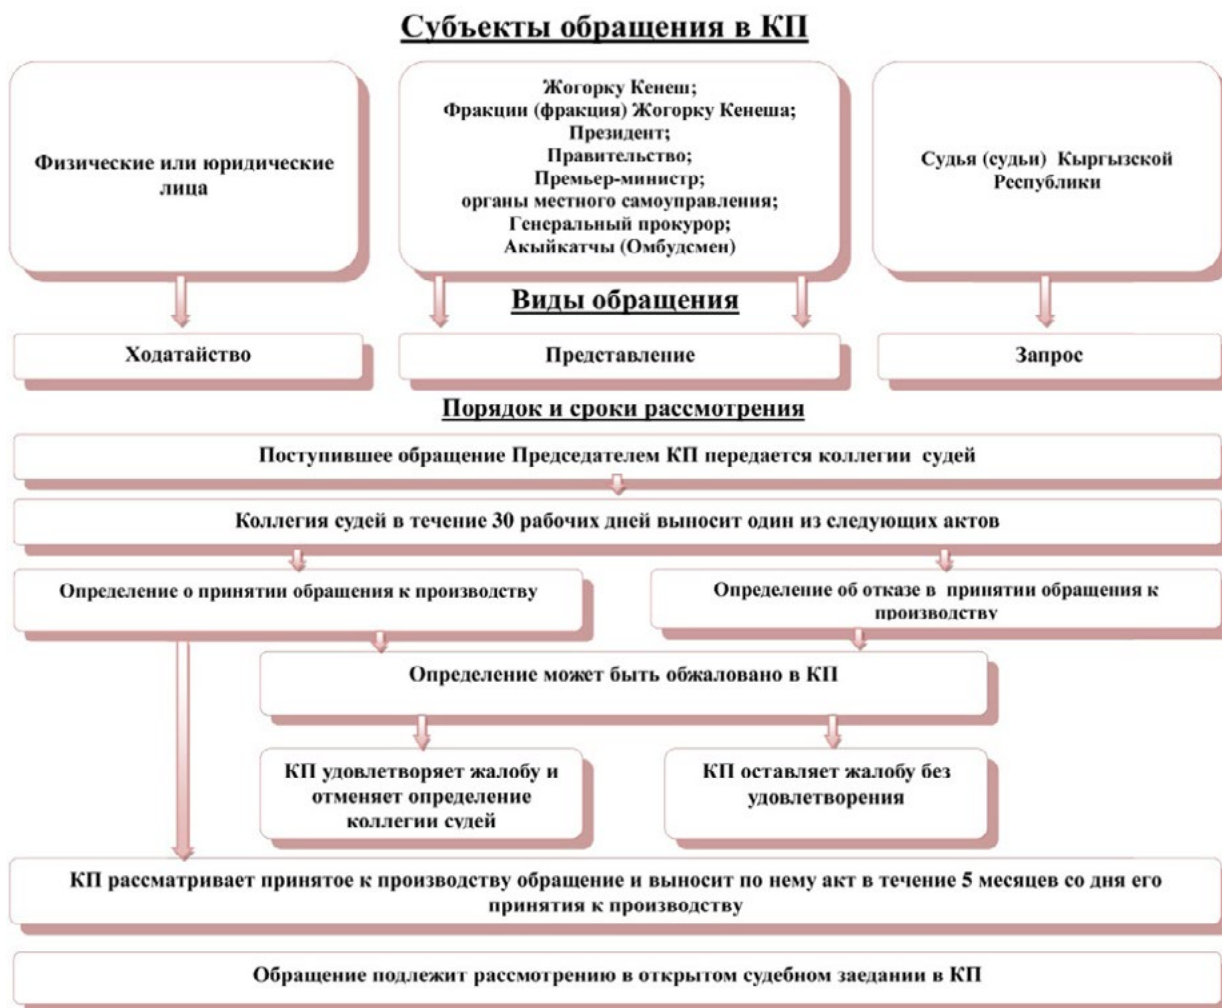 Субъекты обращения в КП
Физические или юридические
лица
Жогорку Кенеш;
Фракции (фракция) Жогорку Кенеша;
Президент;
Правительство;
Премьер-министр;
органы местного самоуправления;
Генеральный прокурор;
Акыйкатчы (Омбудсмен)
Судья (судьи) Кыргызской
Республики
Виды обращения
Ходатайство
Представление
Запрос
Порядок и сроки рассмотрения
Поступившее обращение Председателем КП передается коллегии судей
Коллегия судей в течение 30 рабочих дней выносит один из следующих актов
Определение о принятии обращения к производству
Определение об отказе в принятии обращения к
производству
Определение может быть обжаловано в КП
КП удовлетворяет жалобу и
отменяет определение
коллегии судей
КП оставляет жалобу без
удовлетворения
КП рассматривает принятое к производству обращение и выносит по нему акт в течение 5 месяцев со дня его
принятия к производству
Обращение подлежит рассмотрению в открытом судебном заедании в КП